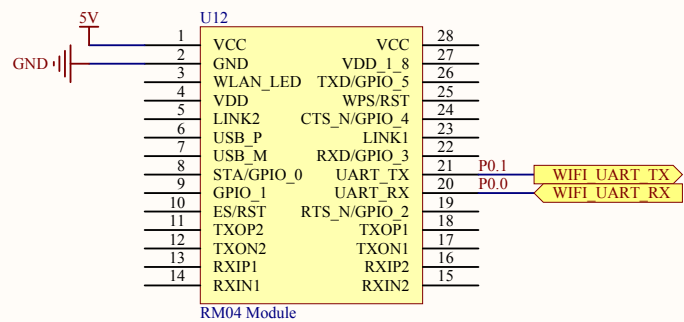 5V
U12
1 VCC VCC 28
GND 2 GND VDD_1_8 27
3 WLAN_LED TXD/GPIO_5 26
4 VDD WPS/RST 25
5 LINK2 CTS_N/GPIO_4 24
6 USB_P LINK1 23
7 USB_M RXD/GPIO_3 22
8 STA/GPIO_0 UART_TX 21 P0.1 WIFI_UART_TX
9 GPIO_1 UART_RX 20 P0.0 WIFI_UART_RX
10 ES/RST RTS_N/GPIO_2 19
11 TXOP2 TXOP1 18
12 TXON2 TXON1 17
13 RXIP1 RXIP2 16
14 RXIN1 RXIN2 15
RM04 Module